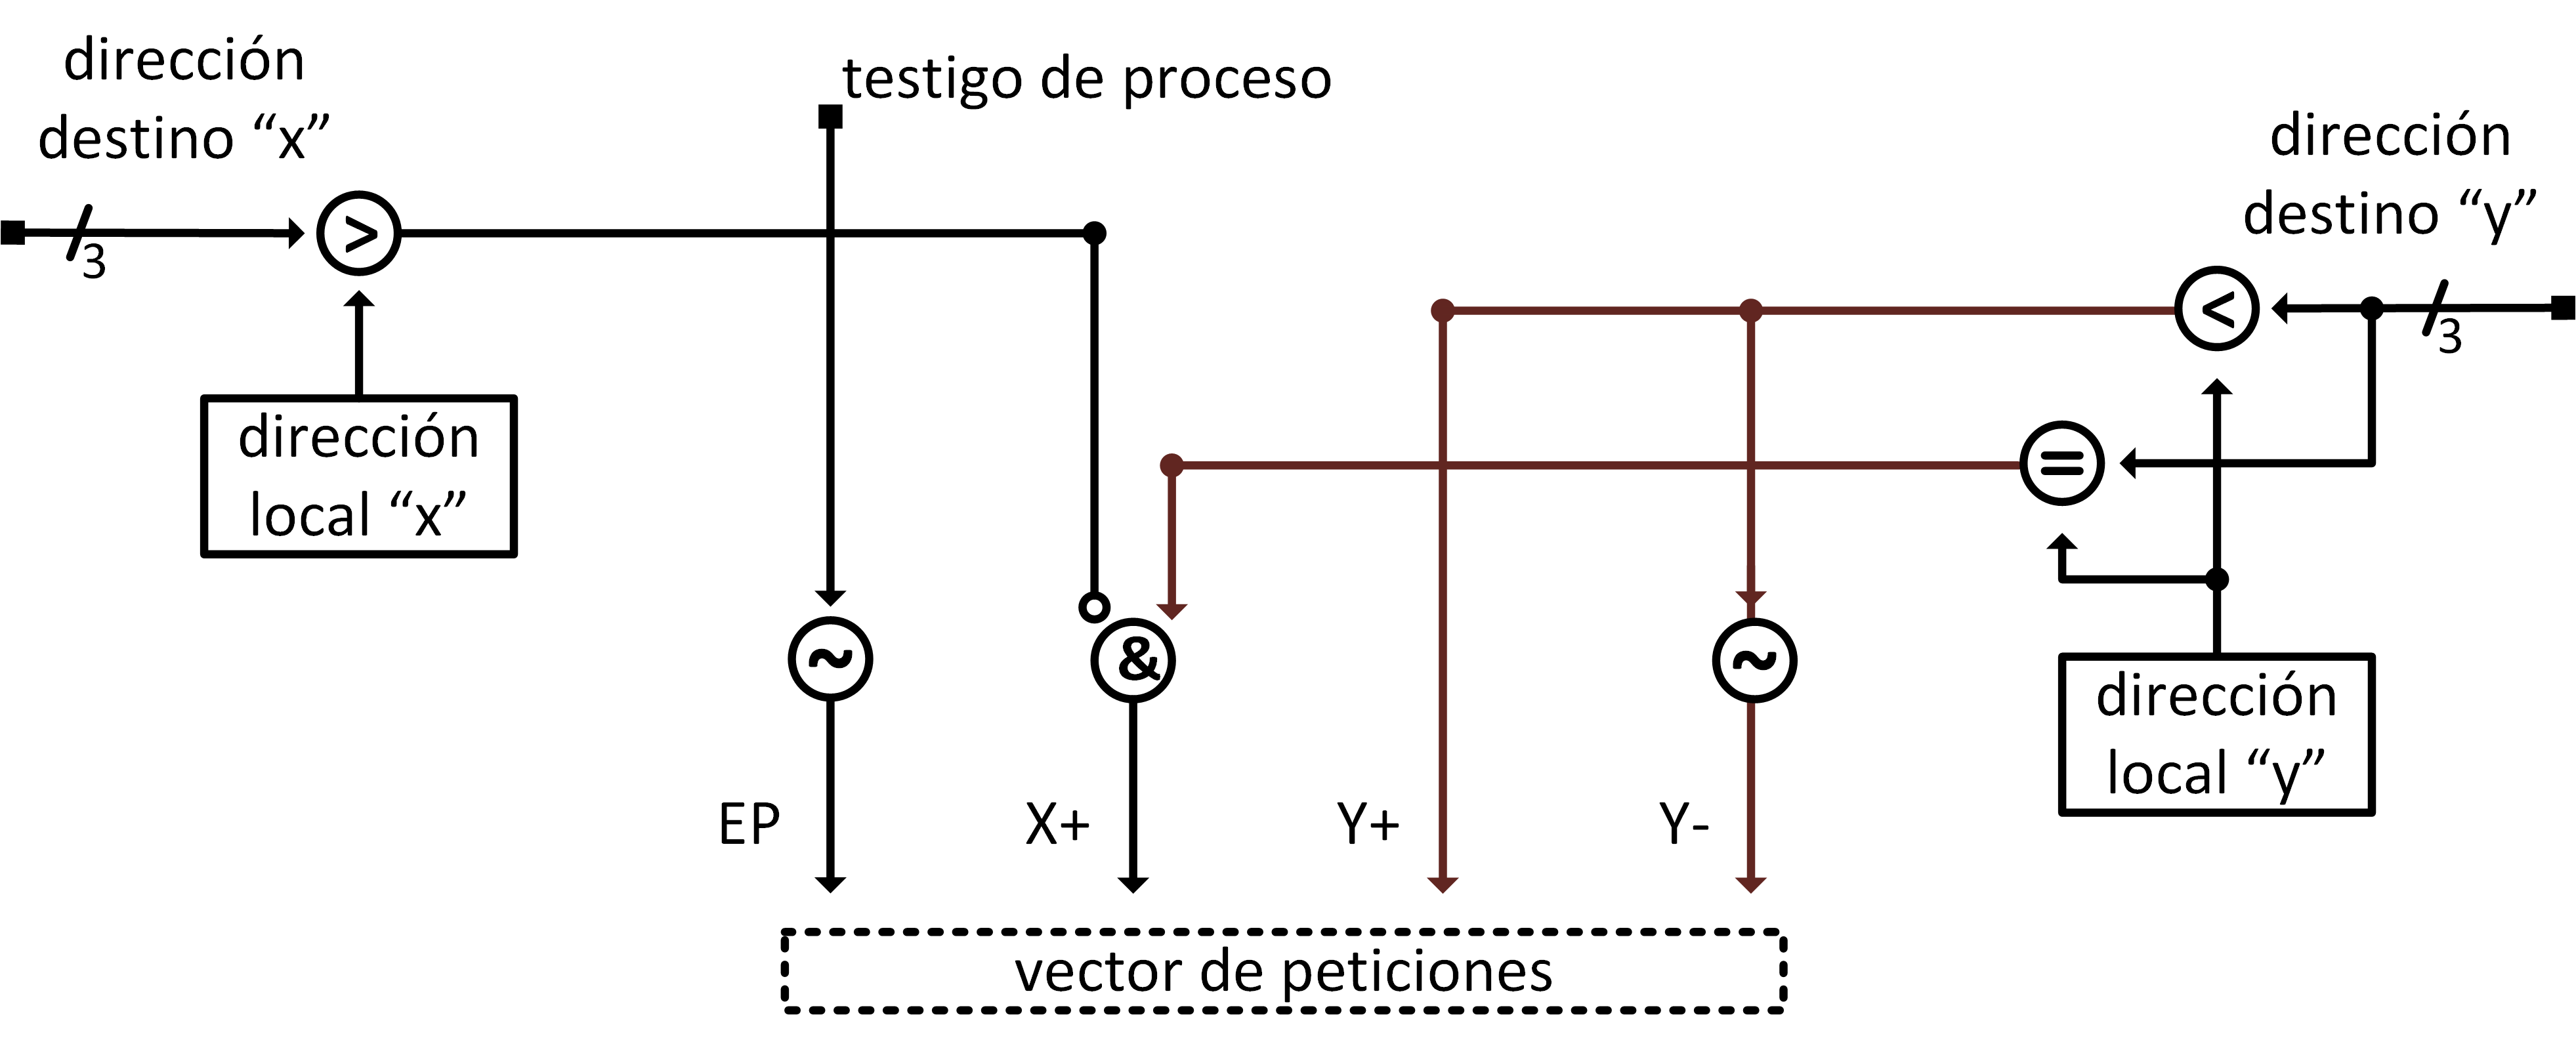 dirección
destino “x”
testigo de proceso
dirección
destino “y”
3
>
<
3
dirección
local “x”
=
~
&
~
dirección
local “y”
EP
X+
Y+
Y-
vector de peticiones